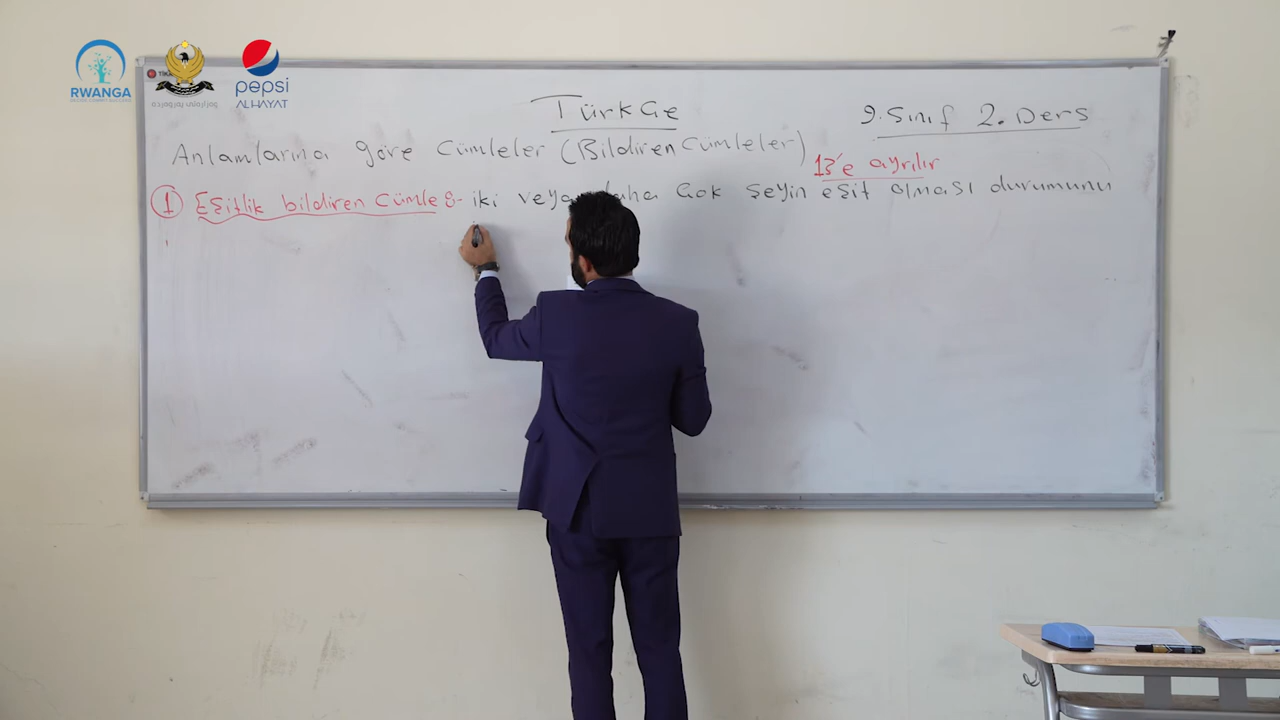 RWANGA
pepsi
ALHAYAT
Türkçe
9. Sınıf 2. Ders
Anlamlarına göre Cümleler (Bildiren Cümleler)
13'e ayrılır
1 Eşitlik bildiren Cümle :- iki veya daha çok şeyin eşit olması durumunu